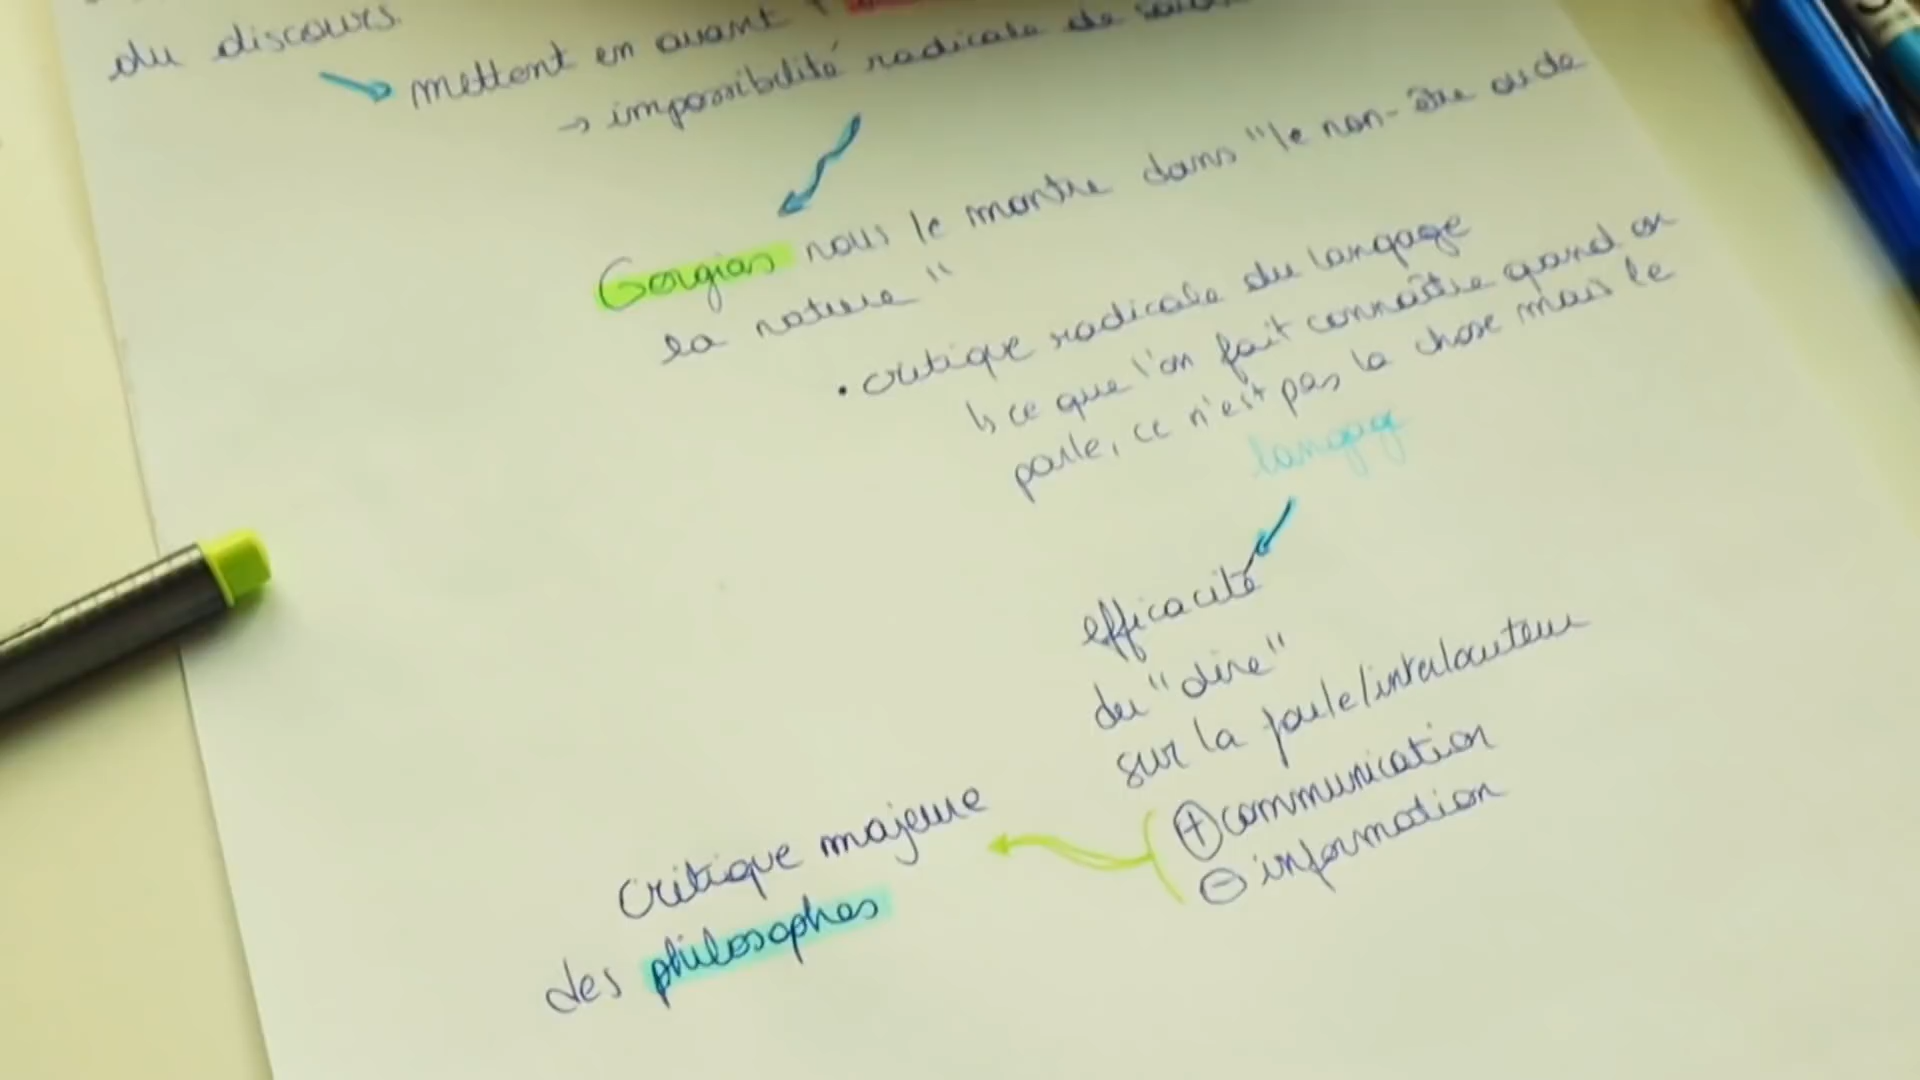 du discours.
mettent en avant
→ impossibilité radicale de
Gorgias nous le montre dans "le non-être ou de
la nature"
• critique radicale du langage
↳ ce que l'on fait connaître quand on
parle, ce n'est pas la chose mais le
langag
efficacité
du "dire"
sur la foule/interlocuteur
⊕ communication
⊖ information
critique majeure
des philosophes